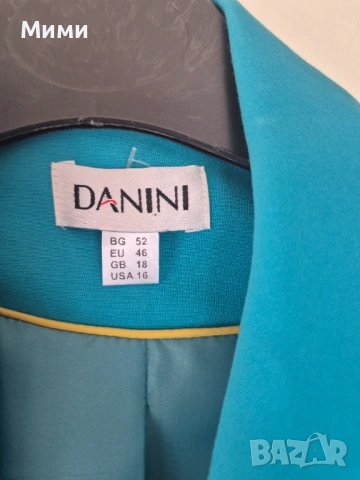 Мими
DANINI
BG 52
EU 46
GB 18
USA 16
BAZAR